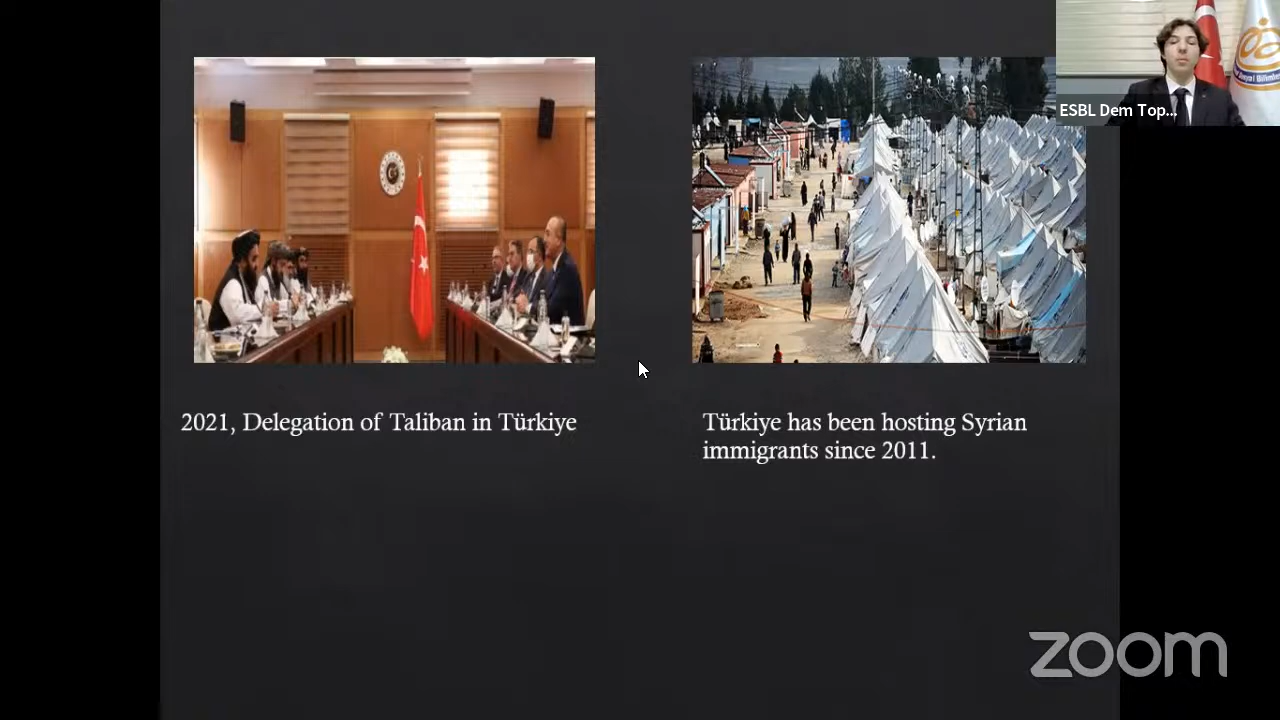 ESBL Dem Top...
2021, Delegation of Taliban in Türkiye
Türkiye has been hosting Syrian
immigrants since 2011.
zoom